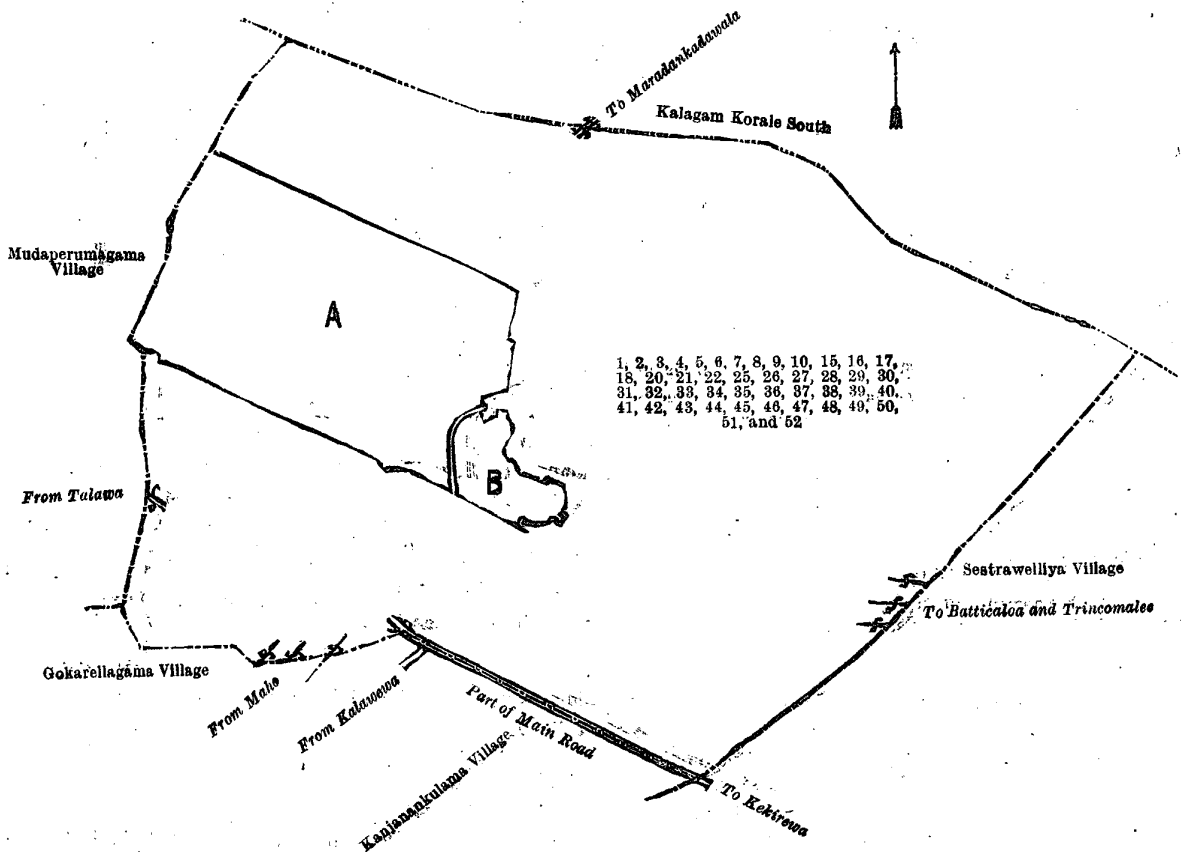 To Maradankadawala
Kalagam Korale South
Mudaperumagama
Village
A
1, 2, 3, 4, 5, 6, 7, 8, 9, 10, 15, 16, 17,
18, 20, 21, 22, 25, 26, 27, 28, 29, 30,
31, 32, 33, 34, 35, 36, 37, 38, 39, 40,
41, 42, 43, 44, 45, 46, 47, 48, 49, 50,
51, and 52
B
From Talawa
Sestrawelliya Village
To Batticaloa and Trincomalee
Gokarellagama Village
From Maho
From Kalawewa
Part of Main Road
Kanjanankulama Village
To Kekirewa